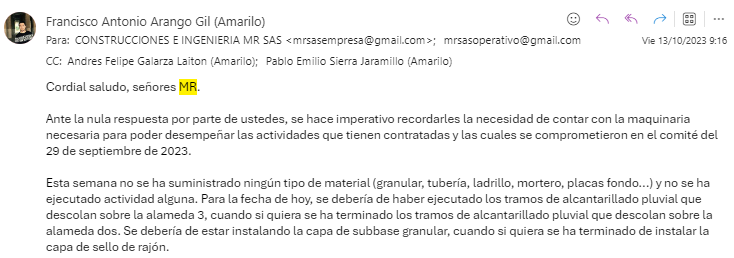 Francisco Antonio Arango Gil (Amarilo)
Para: CONSTRUCCIONES E INGENIERIA MR SAS <mrsasempresa@gmail.com>; mrsasoperativo@gmail.com
Vie 13/10/2023 9:16
CC: Andres Felipe Galarza Laiton (Amarilo); Pablo Emilio Sierra Jaramillo (Amarilo)
Cordial saludo, señores MR.
Ante la nula respuesta por parte de ustedes, se hace imperativo recordarles la necesidad de contar con la maquinaria
necesaria para poder desempeñar las actividades que tienen contratadas y las cuales se comprometieron en el comité del
29 de septiembre de 2023.
Esta semana no se ha suministrado ningún tipo de material (granular, tubería, ladrillo, mortero, placas fondo...) y no se ha
ejecutado actividad alguna. Para la fecha de hoy, se debería de haber ejecutado los tramos de alcantarillado pluvial que
descolan sobre la alameda 3, cuando si quiera se ha terminado los tramos de alcantarillado pluvial que descolan sobre la
alameda dos. Se debería de estar instalando la capa de subbase granular, cuando si quiera se ha terminado de instalar la
capa de sello de rajón.